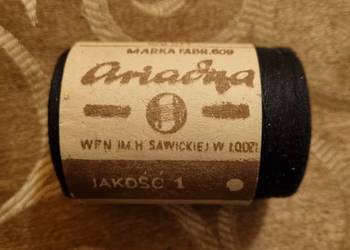 MARKA FABR. 609
ariadna
WPN IM. H. SAWICKIEJ W ŁODZI
JAKOŚĆ 1